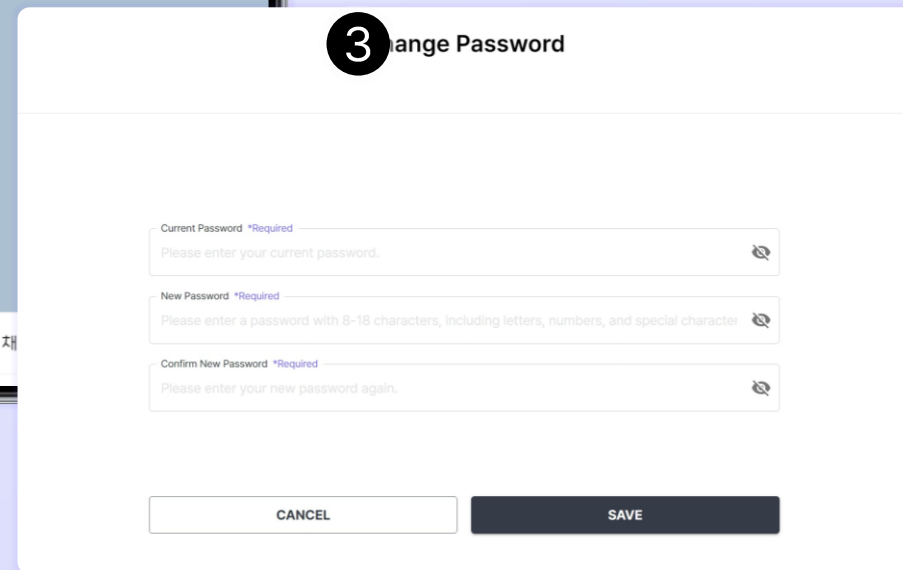 3
ange Password
Current Password *Required
Please enter your current password.
New Password *Required
Please enter a password with 8-18 characters, including letters, numbers, and special character
채
Confirm New Password *Required
Please enter your new password again.
CANCEL
SAVE